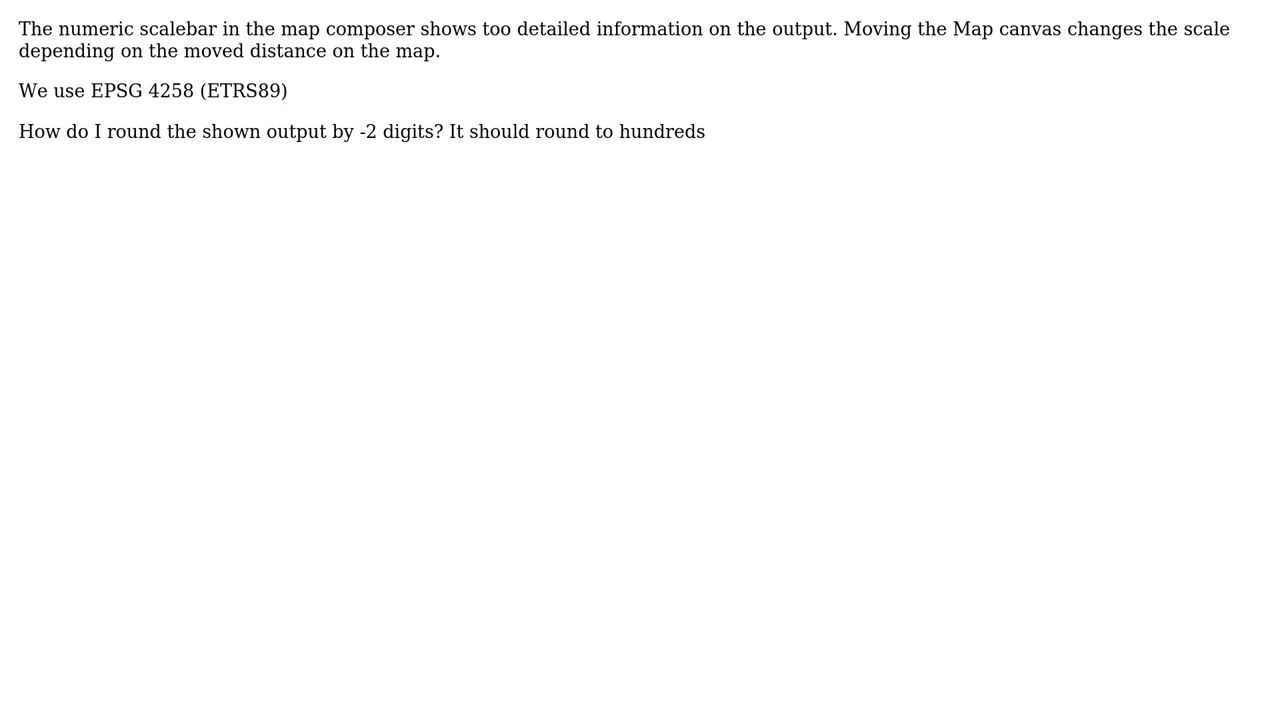 The numeric scalebar in the map composer shows too detailed information on the output. Moving the Map canvas changes the scale
depending on the moved distance on the map.
We use EPSG 4258 (ETRS89)
How do I round the shown output by -2 digits? It should round to hundreds